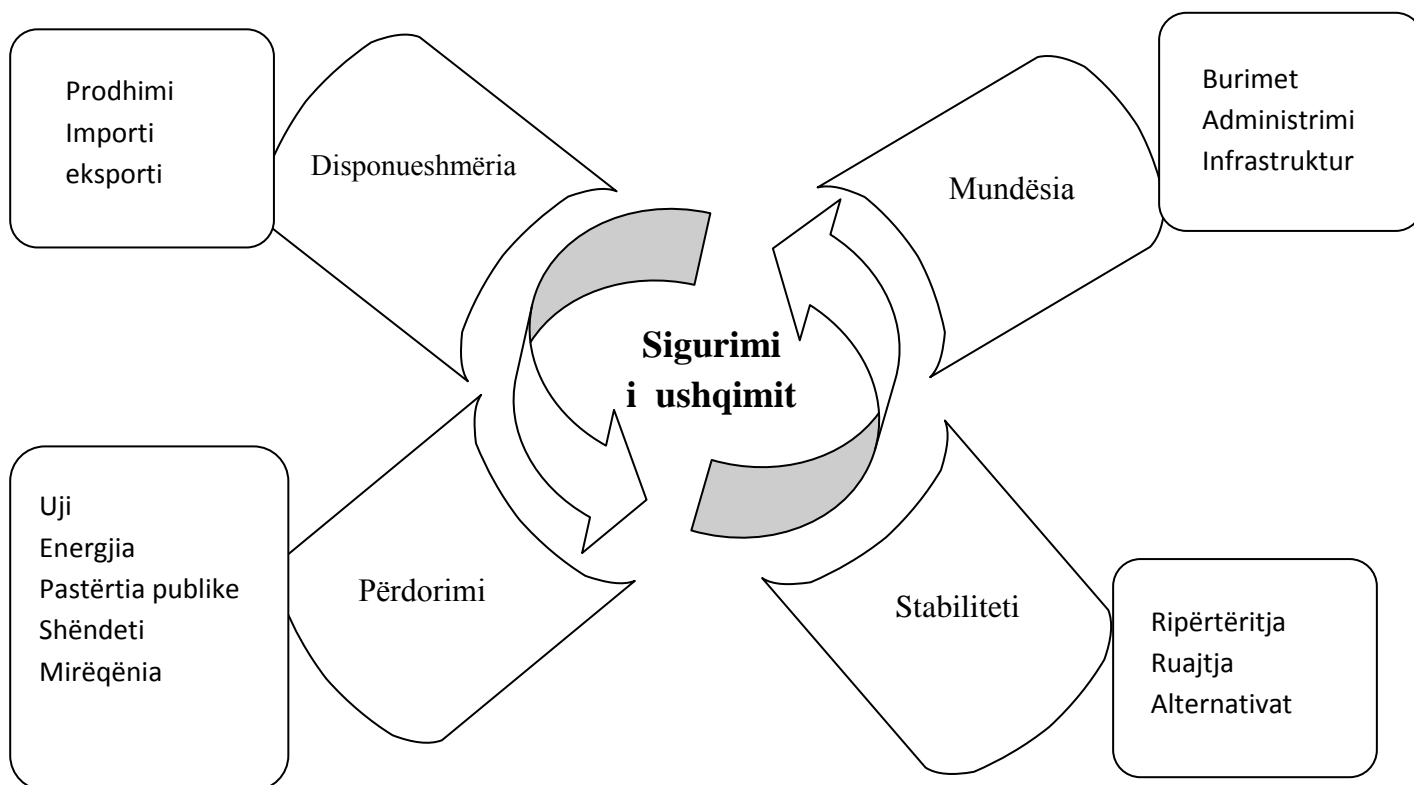 Prodhimi
Importi
eksporti
Disponueshmëria
Mundësia
Burimet
Administrimi
Infrastruktur
Sigurimi
i ushqimit
Uji
Energjia
Pastërtia publike
Shëndeti
Mirëqënia
Përdorimi
Stabiliteti
Ripërtëritja
Ruajtja
Alternativat